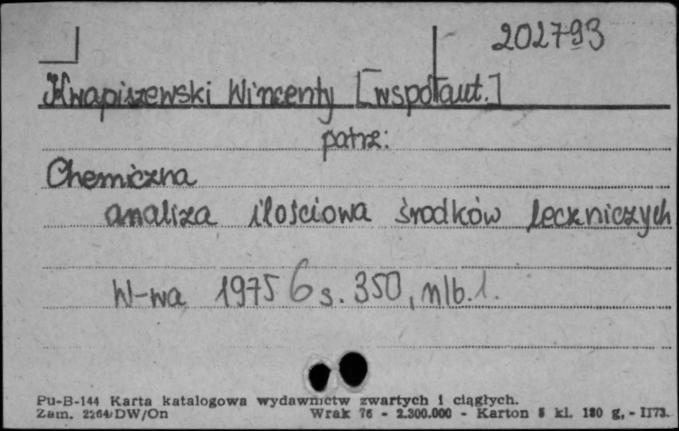 202793
Kwapiszewski Wincenty [współaut.]
patrz:
Chemiczna
analiza ilościowa środków leczniczych
W-wa 1975 6 s. 350, nlb. 1.
Pu-B-144 Karta katalogowa wydawnictw zwartych i ciągłych.
Zam. 2264/DW/On Wrak 76 - 2.300.000 - Karton 5 kl. 180 g, - II73.